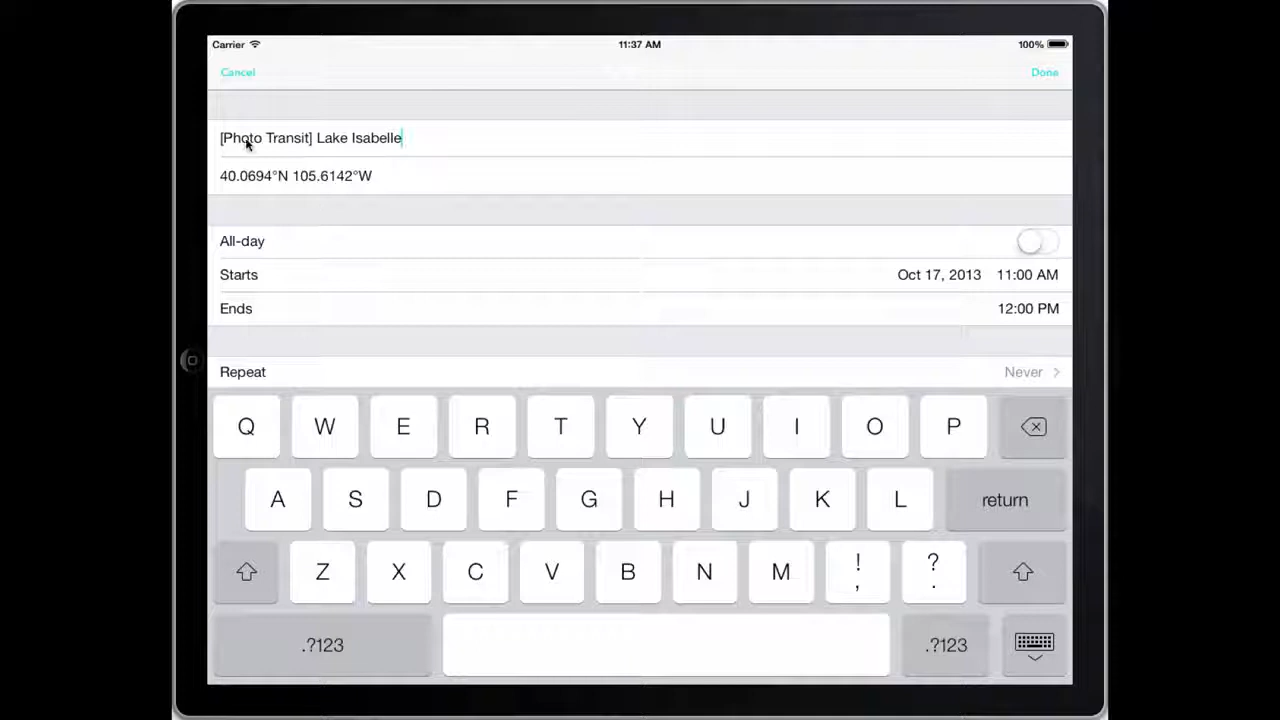 Carrier 11:37 AM 100%
Cancel Done
[Photo Transit] Lake Isabelle
40.0694°N 105.6142°W
All-day
Starts Oct 17, 2013 11:00 AM
Ends 12:00 PM
Repeat Never
Q W E R T Y U I O P
A S D F G H J K L return
Z X C V B N M ! , ? .
.?123 .?123